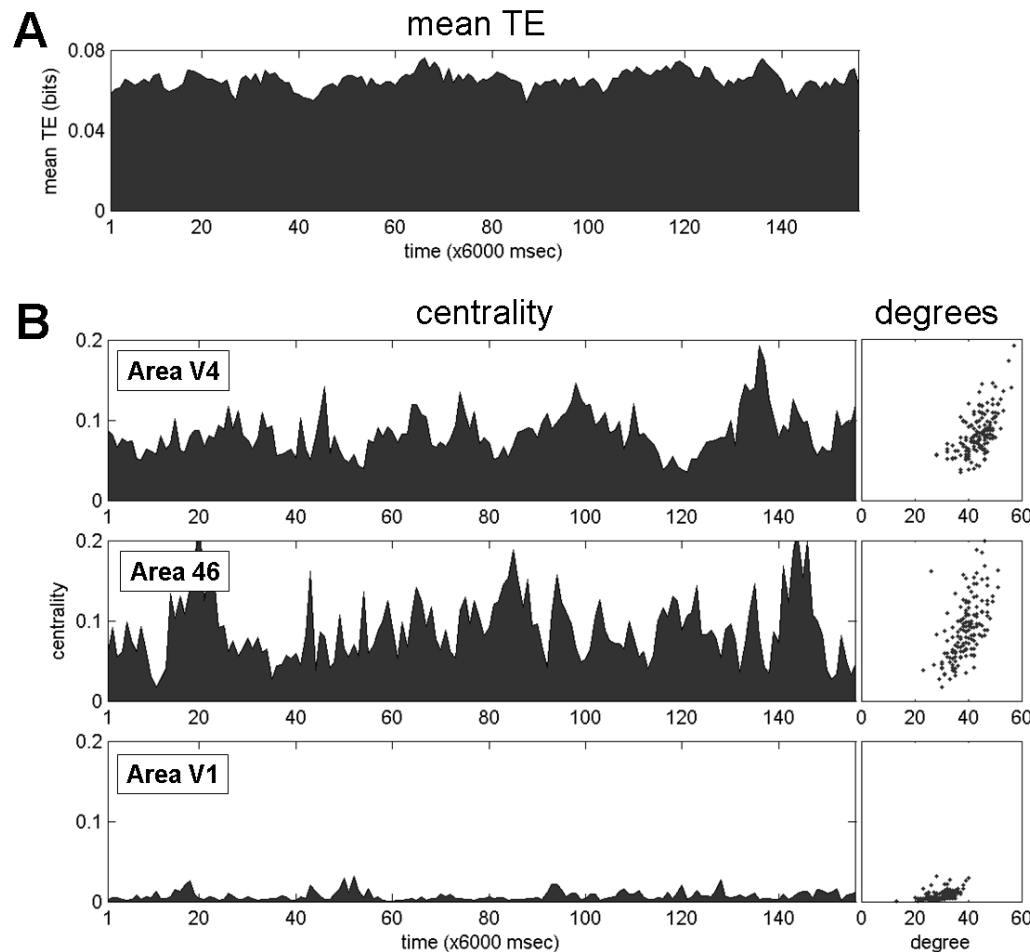 A
mean TE
0.08
0.04
0
mean TE (bits)
1 20 40 60 80 100 120 140
time (x6000 msec)
B
centrality
degrees
0.2
0.1
0
Area V4
1 20 40 60 80 100 120 140
0 20 40 60
0.2
0.1
0
centrality
Area 46
1 20 40 60 80 100 120 140
0 20 40 60
0.2
0.1
0
Area V1
1 20 40 60 80 100 120 140
0 20 40 60
time (x6000 msec)
degree